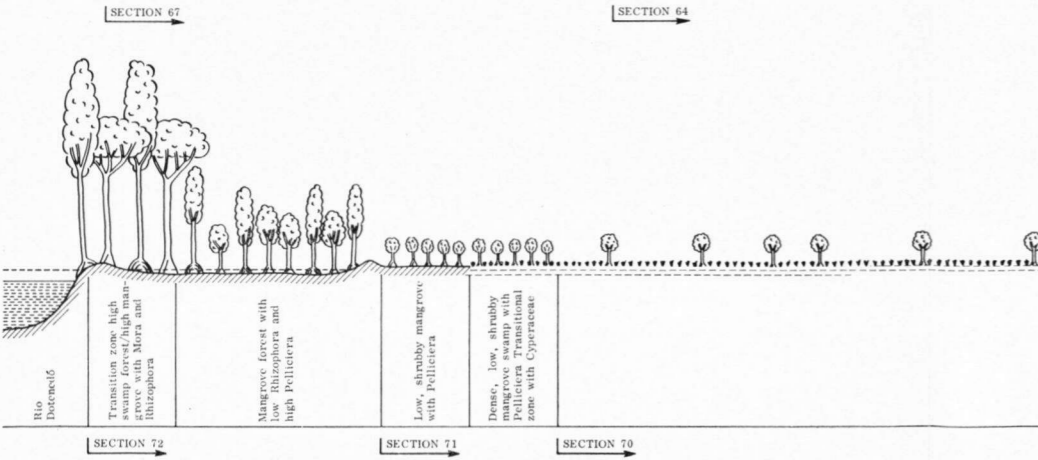 SECTION 67
SECTION 64
Rio
Dotenedó
Transition zone high
swamp forest/high man-
grove with Mora and
Rhizophora
Mangrove forest with
low Rhizophora and
high Pelliciera
Low, shrubby mangrove
with Pelliciera
Dense, low, shrubby
mangrove swamp with
Pelliciera Transitional
zone with Cyperaceae
SECTION 72
SECTION 71
SECTION 70